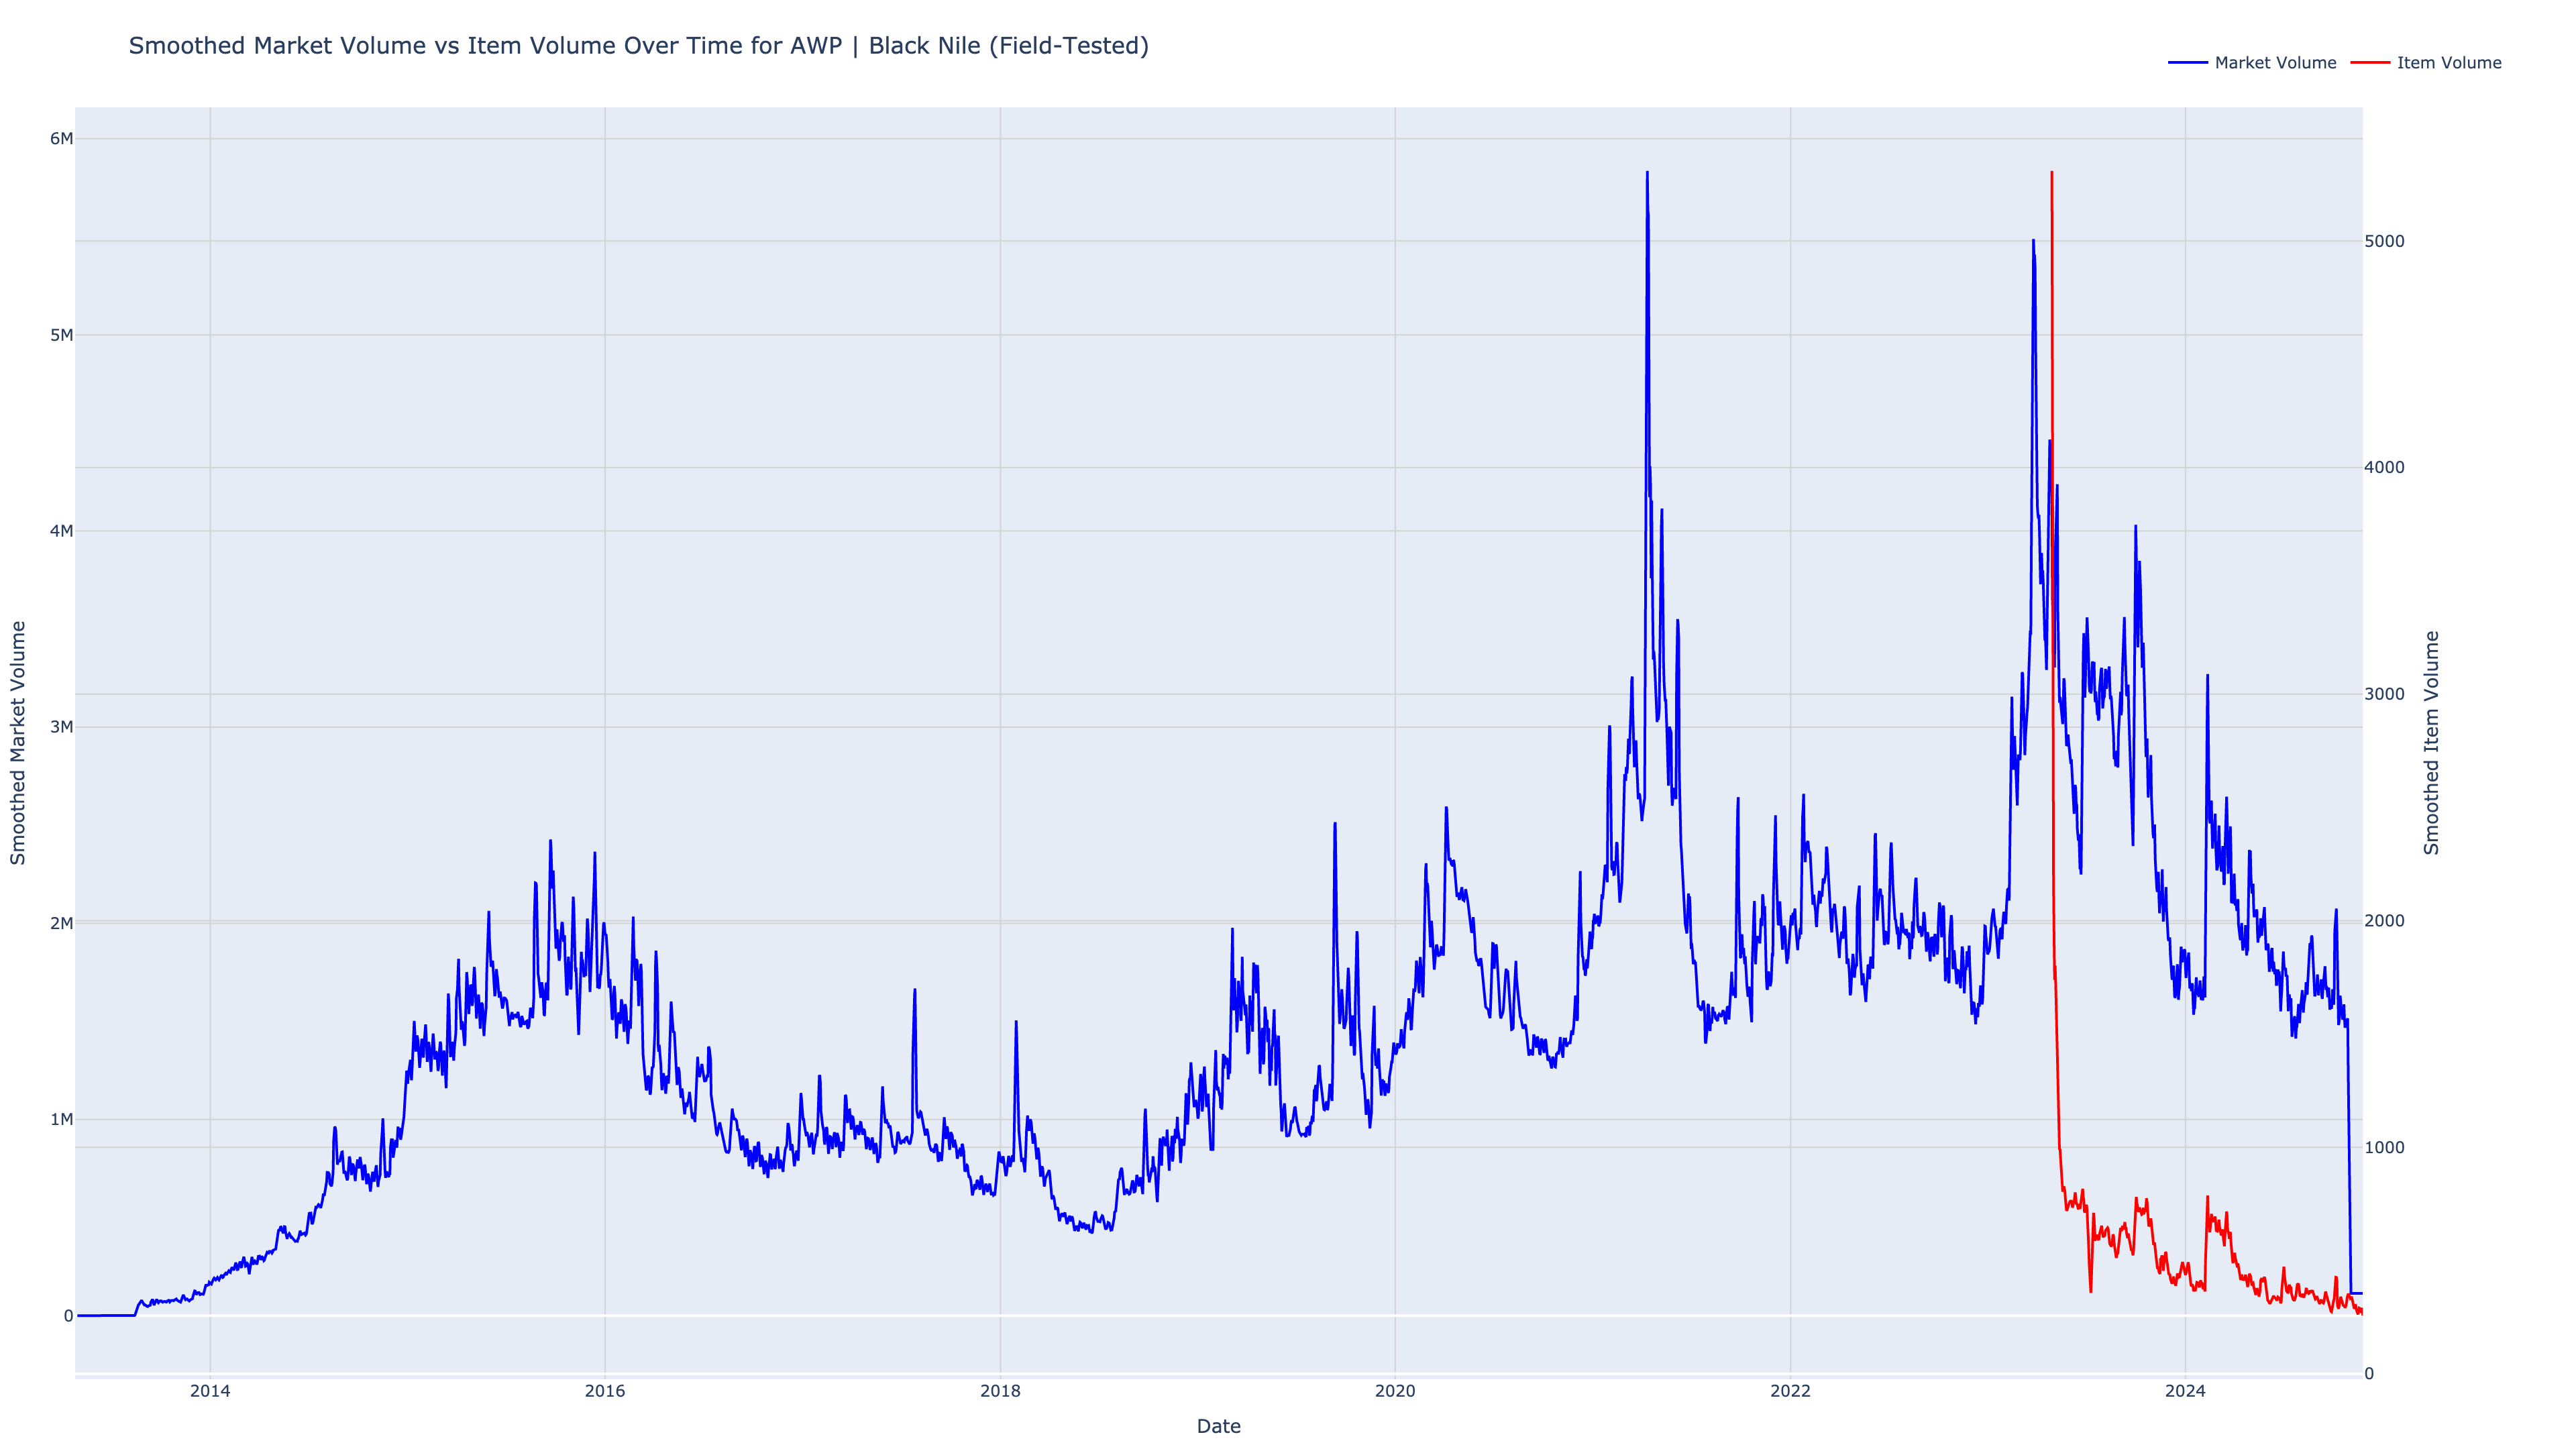 Smoothed Market Volume vs Item Volume Over Time for AWP | Black Nile (Field-Tested)
Market Volume
Item Volume
6M
5M
4M
3M
2M
1M
0
Smoothed Market Volume
5000
4000
3000
2000
1000
0
Smoothed Item Volume
2014
2016
2018
2020
2022
2024
Date